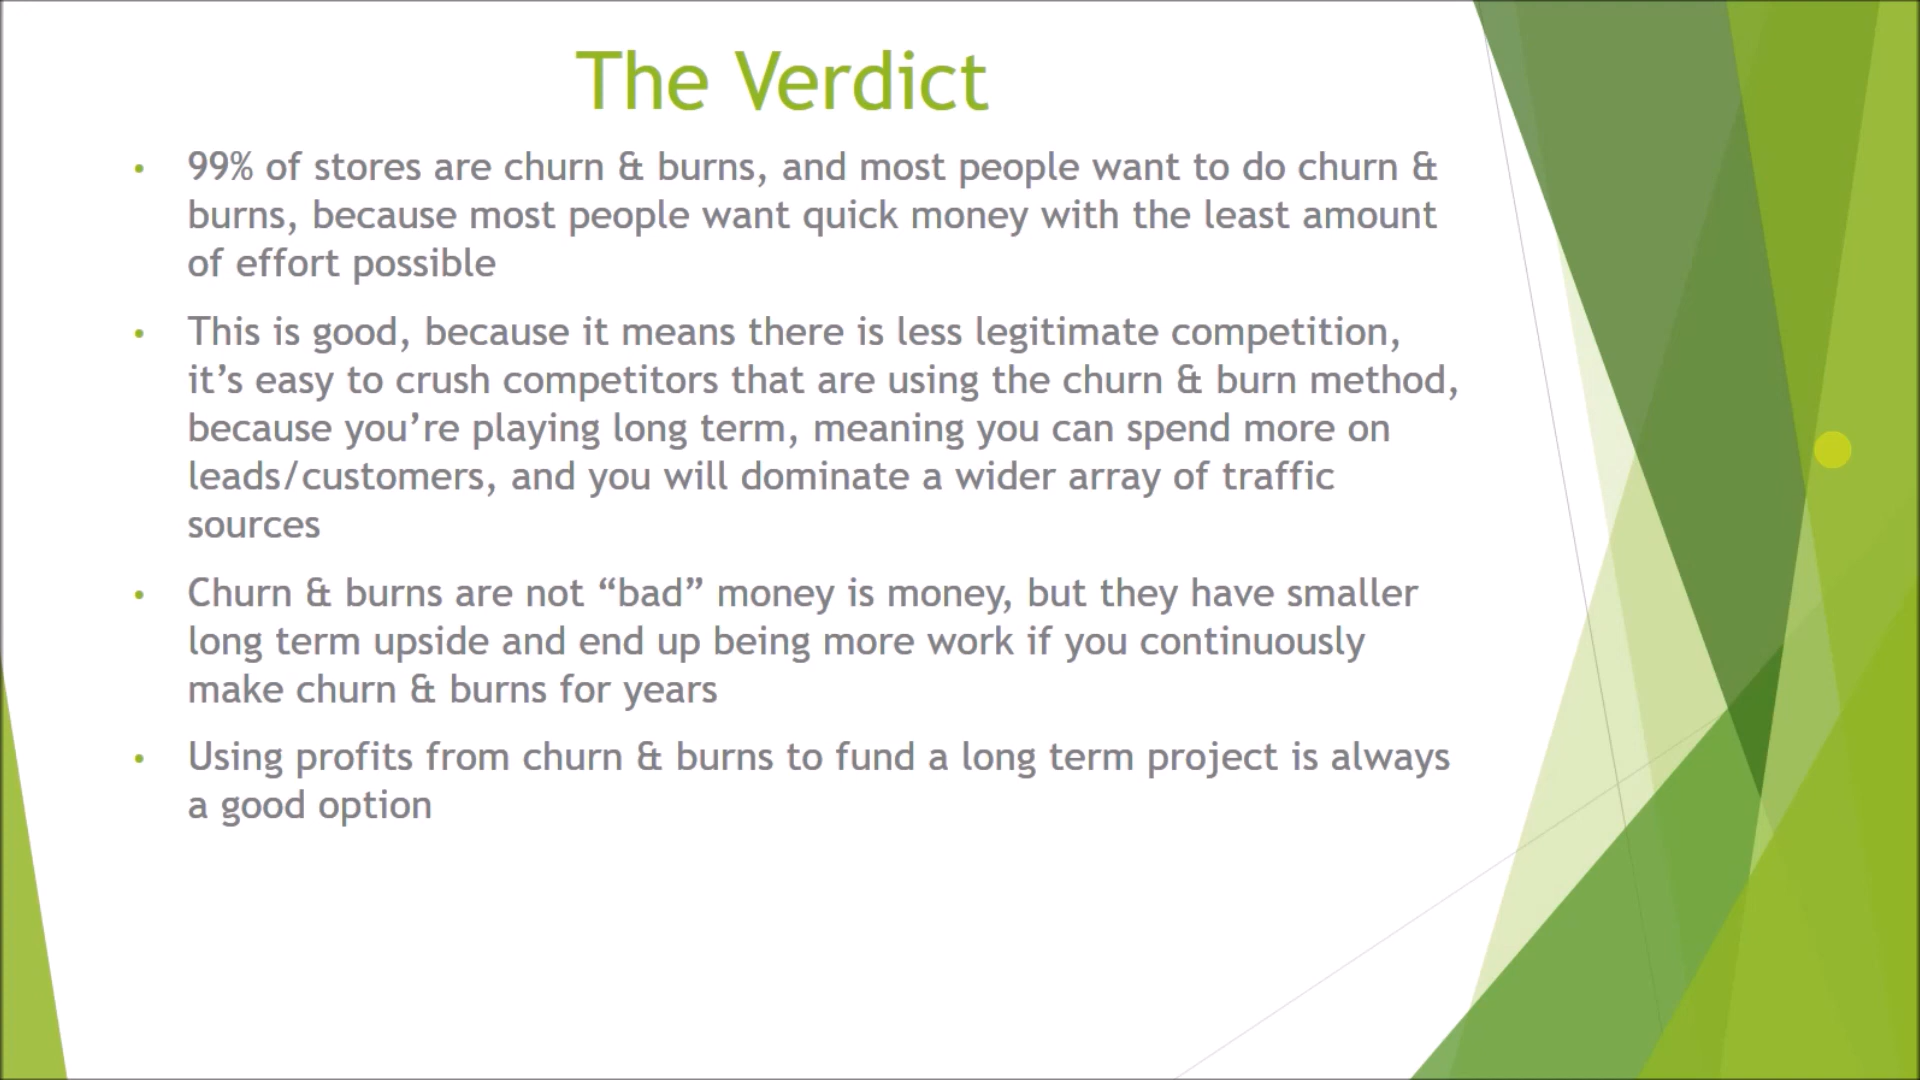 The Verdict
• 99% of stores are churn & burns, and most people want to do churn &
burns, because most people want quick money with the least amount
of effort possible
• This is good, because it means there is less legitimate competition,
it’s easy to crush competitors that are using the churn & burn method,
because you’re playing long term, meaning you can spend more on
leads/customers, and you will dominate a wider array of traffic
sources
• Churn & burns are not “bad” money is money, but they have smaller
long term upside and end up being more work if you continuously
make churn & burns for years
• Using profits from churn & burns to fund a long term project is always
a good option